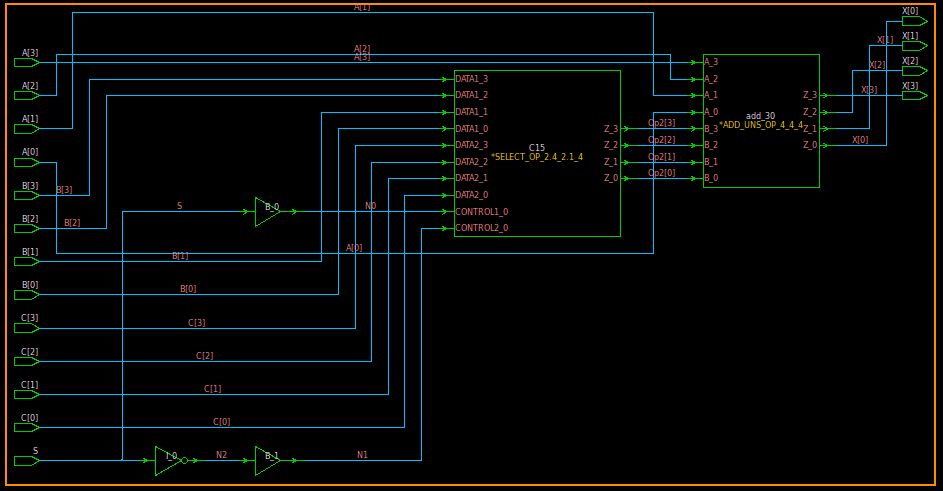 A[1]
X[0]
X[1]
X[1]
A[2]
A[3]
A[3]
A_3
X[2]
X[2]
DATA1_3
A_2
A[2]
X[3]
X[3]
DATA1_2
A_1
Z_3
DATA1_1
A_0
Z_2
add_30
*ADD_UNS_OP_4_4_4
A[1]
DATA1_0
Z_3
Op2[3]
B_3
Z_1
DATA2_3
Z_2
Op2[2]
B_2
Z_0
X[0]
C15
*SELECT_OP_2.4_2.1_4
A[0]
DATA2_2
Z_1
Op2[1]
B_1
DATA2_1
Z_0
Op2[0]
B_0
B[3]
B[3]
DATA2_0
S
B_0
N0
CONTROL1_0
B[2]
B[2]
CONTROL2_0
A[0]
B[1]
B[1]
B[0]
B[0]
C[3]
C[3]
C[2]
C[2]
C[1]
C[1]
C[0]
C[0]
S
I_0
N2
B_1
N1